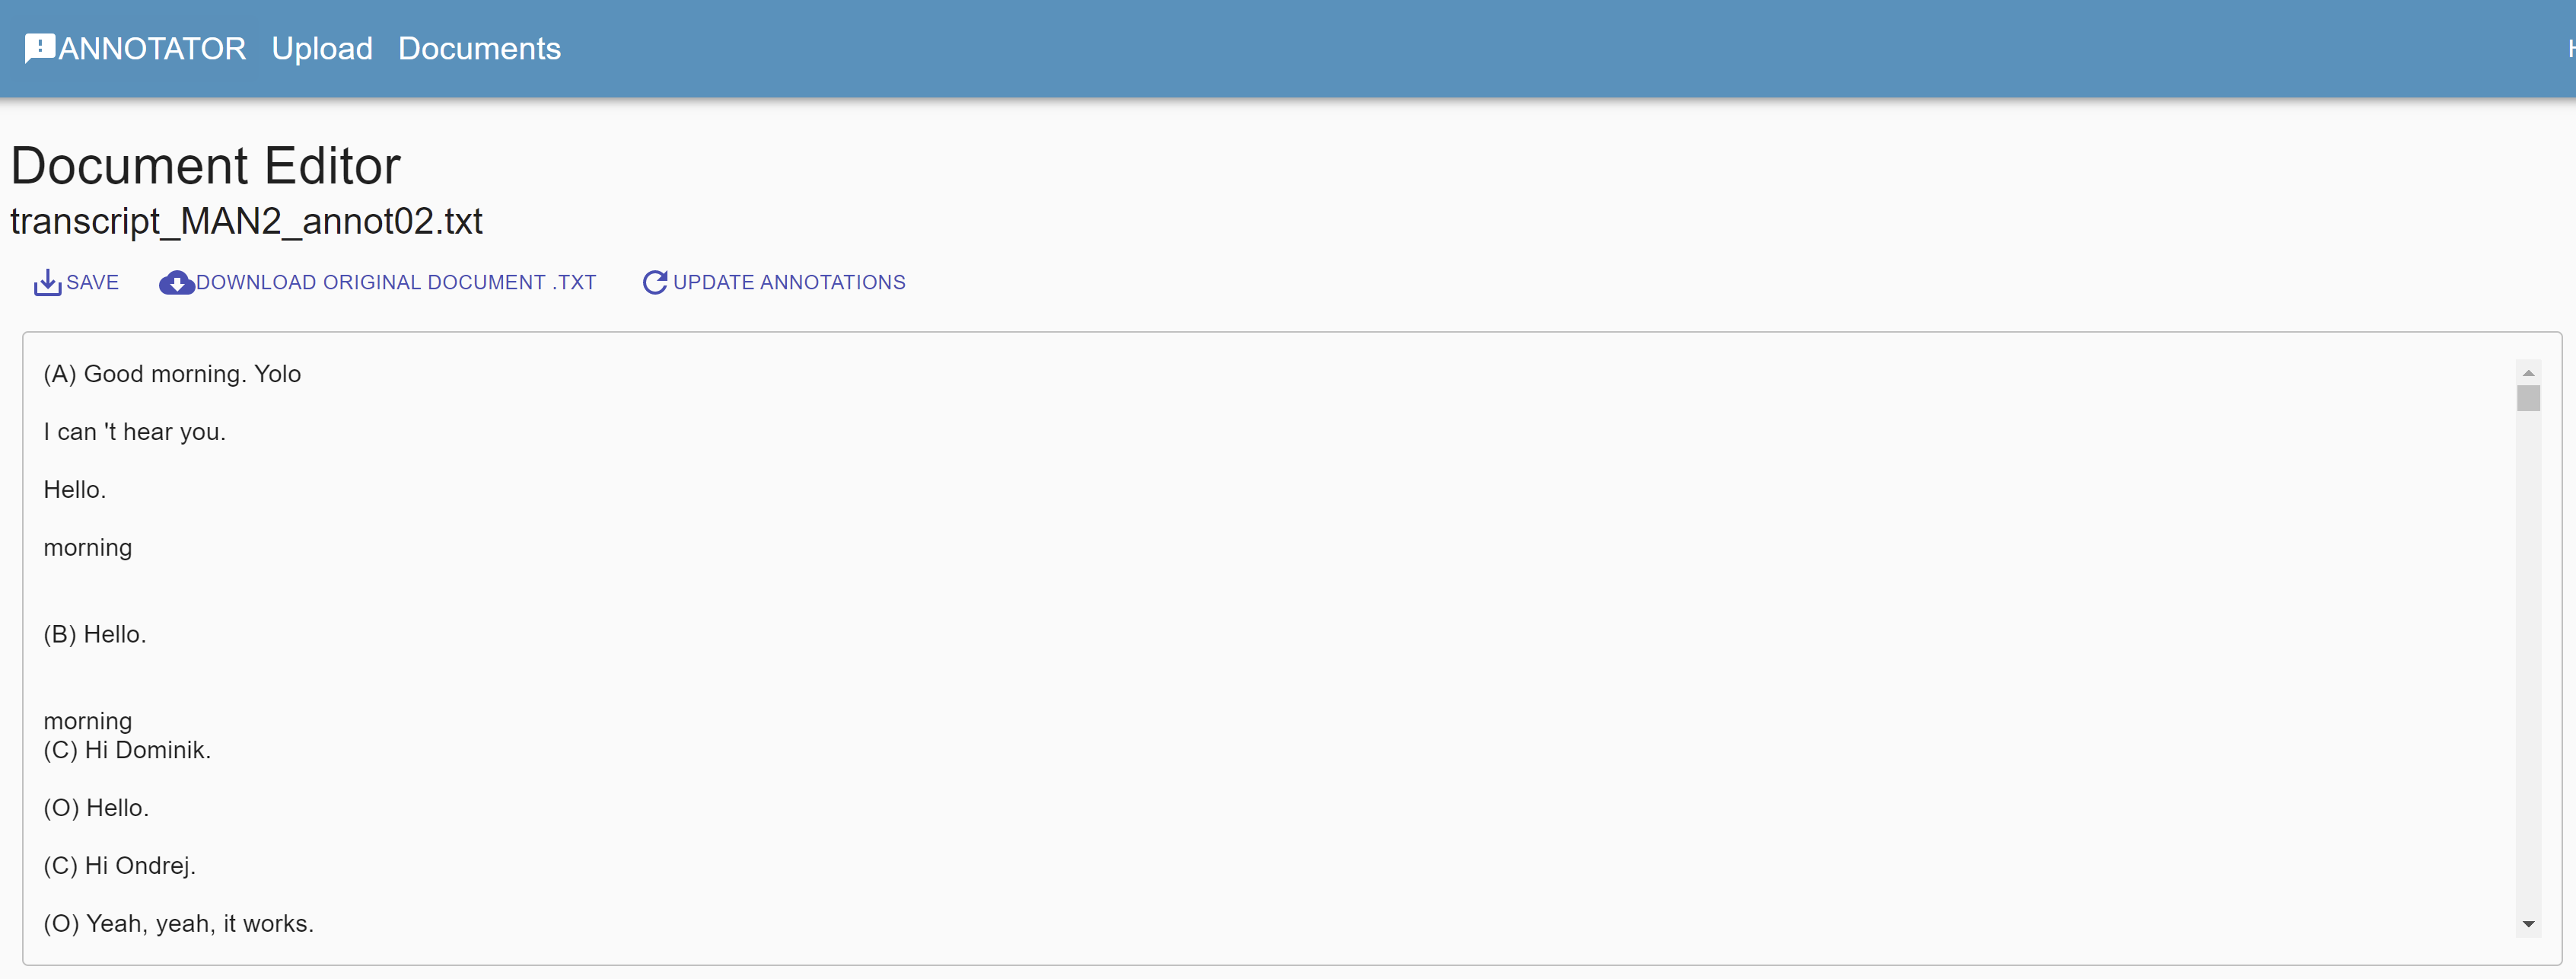 ANNOTATOR Upload Documents
Document Editor
transcript_MAN2_annot02.txt
SAVE DOWNLOAD ORIGINAL DOCUMENT .TXT UPDATE ANNOTATIONS
(A) Good morning. Yolo
I can 't hear you.
Hello.
morning
(B) Hello.
morning
(C) Hi Dominik.
(O) Hello.
(C) Hi Ondrej.
(O) Yeah, yeah, it works.